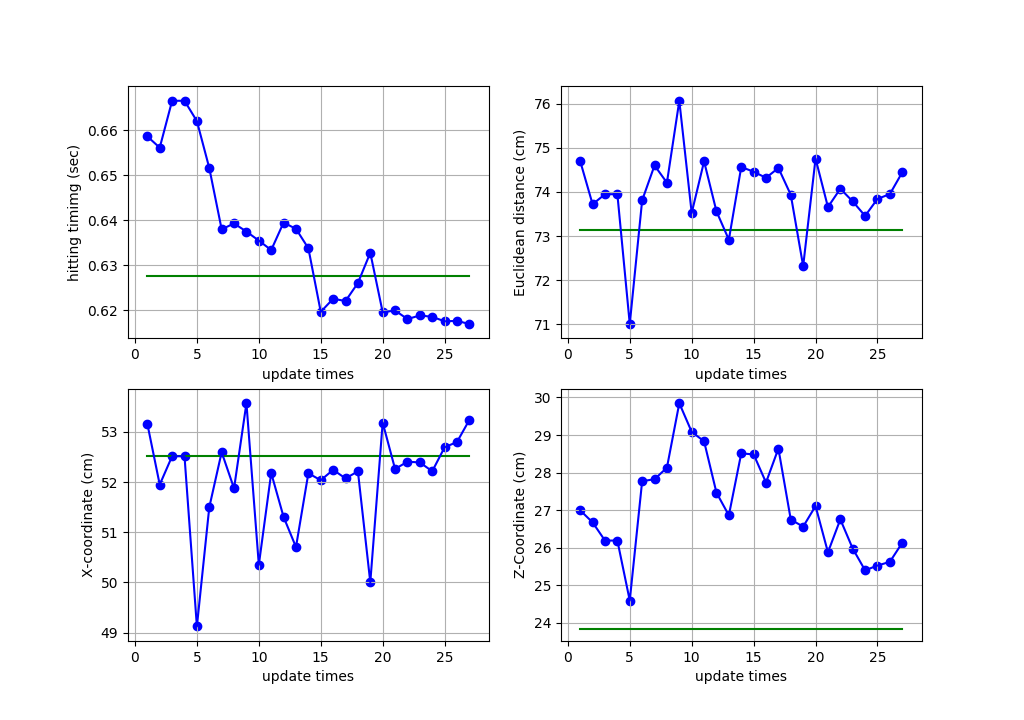 hitting timimg (sec)
0.66
0.65
0.64
0.63
0.62
0 5 10 15 20 25
update times
Euclidean distance (cm)
76
75
74
73
72
71
0 5 10 15 20 25
update times
X-coordinate (cm)
53
52
51
50
49
0 5 10 15 20 25
update times
Z-Coordinate (cm)
30
29
28
27
26
25
24
0 5 10 15 20 25
update times